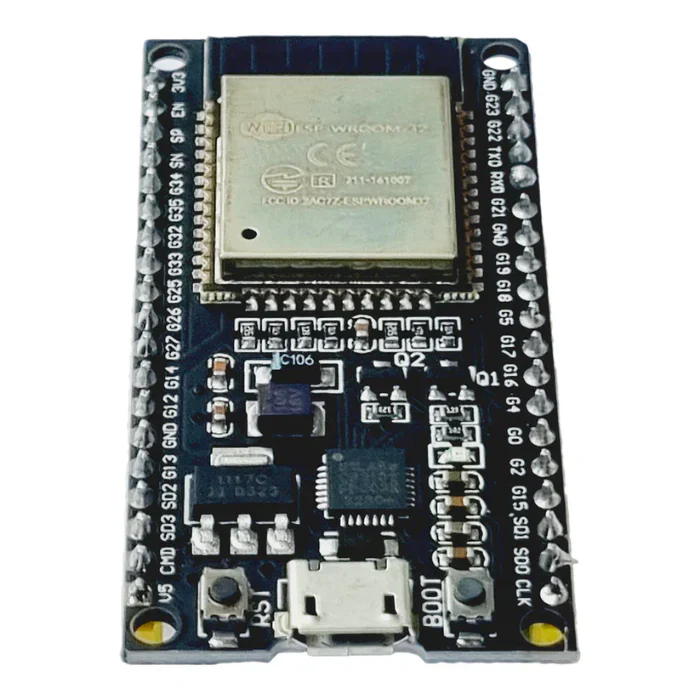 WiFi ESP-WROOM-32
CE
R 211-161007
FCC ID:2AC7Z-ESPWROOM32
3V3
EN
SP
SN
G34
G35
G32
G33
G25
G26
G27
G14
G12
GND
G13
SD2
SD3
CMD
V5
GND
G23
G22
TXD
RXD
G21
GND
G19
G18
G5
G17
G16
G4
G0
G2
G15
SD1
SD0
CLK
C106
Q2
Q1
1117C
RST
BOOT